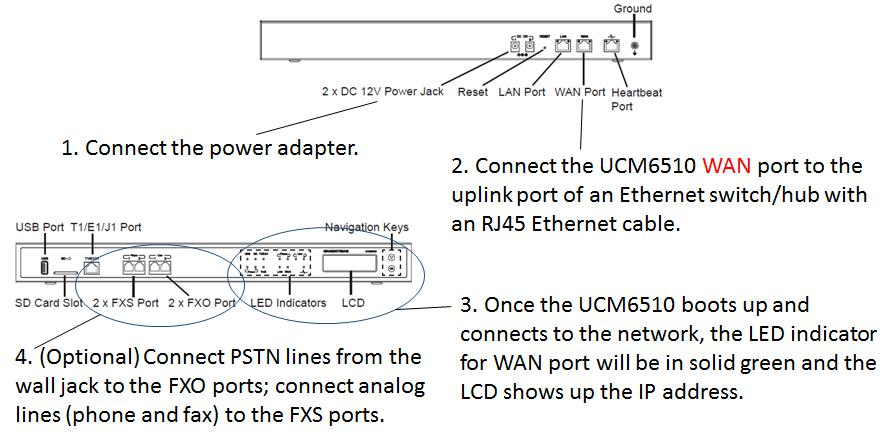 Ground
2 x DC 12V Power Jack Reset LAN Port WAN Port Heartbeat
Port
1. Connect the power adapter.
2. Connect the UCM6510 WAN port to the
uplink port of an Ethernet switch/hub with
an RJ45 Ethernet cable.
USB Port T1/E1/J1 Port Navigation Keys
SD Card Slot 2 x FXS Port 2 x FXO Port LED Indicators LCD
3. Once the UCM6510 boots up and
connects to the network, the LED indicator
for WAN port will be in solid green and the
LCD shows up the IP address.
4. (Optional) Connect PSTN lines from the
wall jack to the FXO ports; connect analog
lines (phone and fax) to the FXS ports.